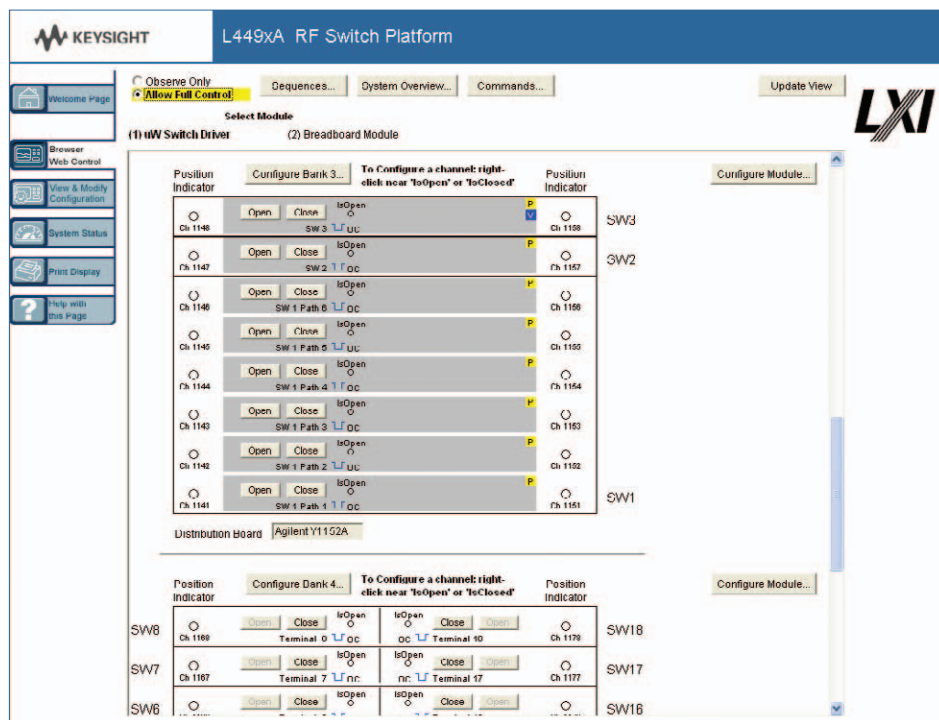 KEYSIGHT
L449xA RF Switch Platform
Observe Only
Allow Full Control
Sequences...
System Overview...
Commands...
Update View
LXI
Welcome Page
Browser
Web Control
View & Modify
Configuration
System Status
Print Display
Help with
this Page
Select Module
(1) uW Switch Driver
(2) Breadboard Module
Position
Indicator
Configure Bank 3...
To Configure a channel: right-
click near 'IsOpen' or 'IsClosed'
Position
Indicator
Configure Module...
Ch 1148 Open Close IsOpen SW 3 OC P V Ch 1158 SW3
Ch 1147 Open Close IsOpen SW 2 OC P Ch 1157 SW2
Ch 1146 Open Close IsOpen SW 1 Path 6 OC P Ch 1156
Ch 1145 Open Close IsOpen SW 1 Path 5 OC P Ch 1155
Ch 1144 Open Close IsOpen SW 1 Path 4 OC P Ch 1154
Ch 1143 Open Close IsOpen SW 1 Path 3 OC P Ch 1153
Ch 1142 Open Close IsOpen SW 1 Path 2 OC P Ch 1152
Ch 1141 Open Close IsOpen SW 1 Path 1 OC P Ch 1151 SW1
Distribution Board Agilent Y1152A
Position
Indicator
Configure Bank 4...
To Configure a channel: right-
click near 'IsOpen' or 'IsClosed'
Position
Indicator
Configure Module...
SW8 Ch 1168 Open Close IsOpen Terminal OC IsOpen Close Open OC Terminal Ch 1178 SW18
SW7 Ch 1167 Open Close IsOpen Terminal 7 OC IsOpen Close Open OC Terminal 17 Ch 1177 SW17
SW6 Open Close IsOpen IsOpen Close Open SW16